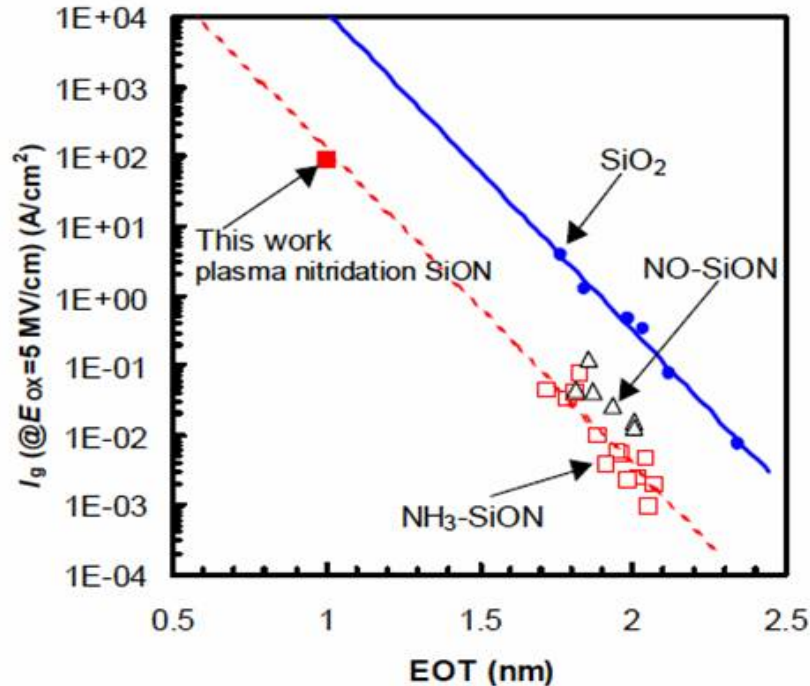 1E+04
1E+03
1E+02
1E+01
1E+00
1E-01
1E-02
1E-03
1E-04
I g (@E OX=5 MV/cm) (A/cm²)
SiO₂
This work
plasma nitridation SiON
NO-SiON
NH₃-SiON
0.5 1 1.5 2 2.5
EOT (nm)